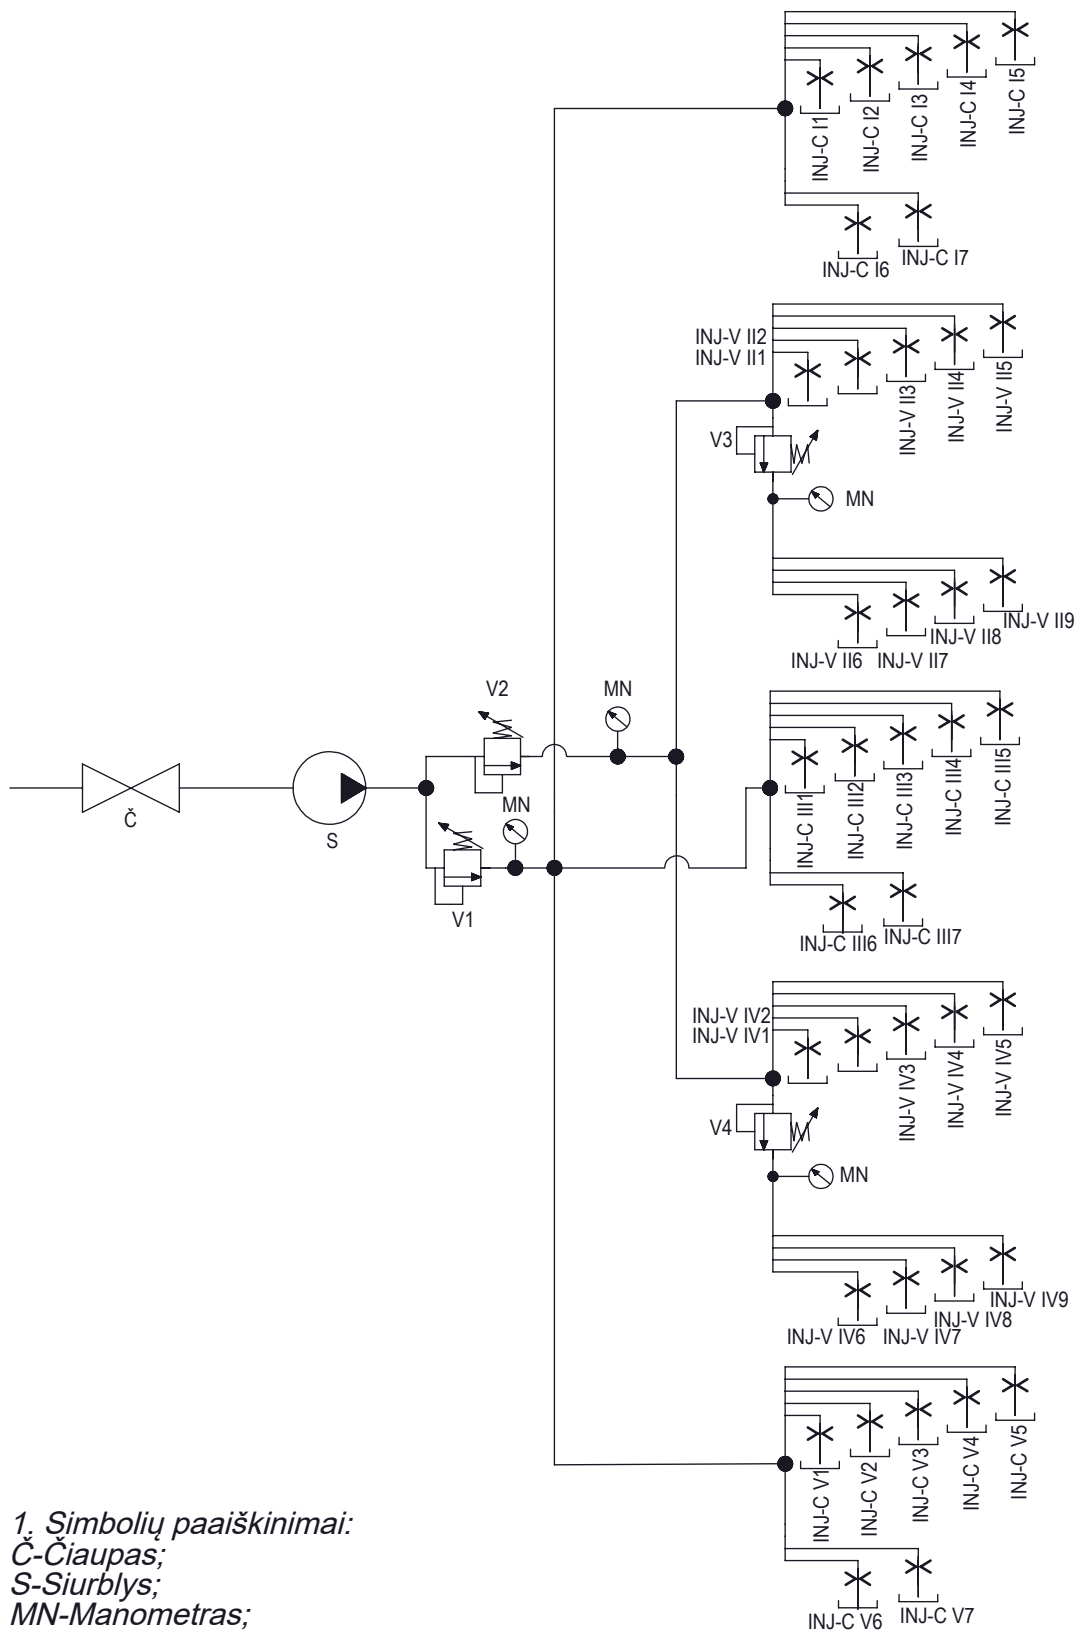 INJ-C I1
INJ-C I2
INJ-C I3
INJ-C I4
INJ-C I5
INJ-C I6
INJ-C I7
INJ-V II2
INJ-V II1
INJ-V II3
INJ-V II4
INJ-V II5
V3
MN
INJ-V II6
INJ-V II7
INJ-V II8
INJ-V II9
V2
MN
MN
Č
S
V1
INJ-C III1
INJ-C III2
INJ-C III3
INJ-C III4
INJ-C III5
INJ-C III6
INJ-C III7
INJ-V IV2
INJ-V IV1
INJ-V IV3
INJ-V IV4
INJ-V IV5
V4
MN
INJ-V IV6
INJ-V IV7
INJ-V IV8
INJ-V IV9
INJ-C V1
INJ-C V2
INJ-C V3
INJ-C V4
INJ-C V5
INJ-C V6
INJ-C V7
1. Simbolių paaiškinimai:
Č-Čiaupas;
S-Siurblys;
MN-Manometras;